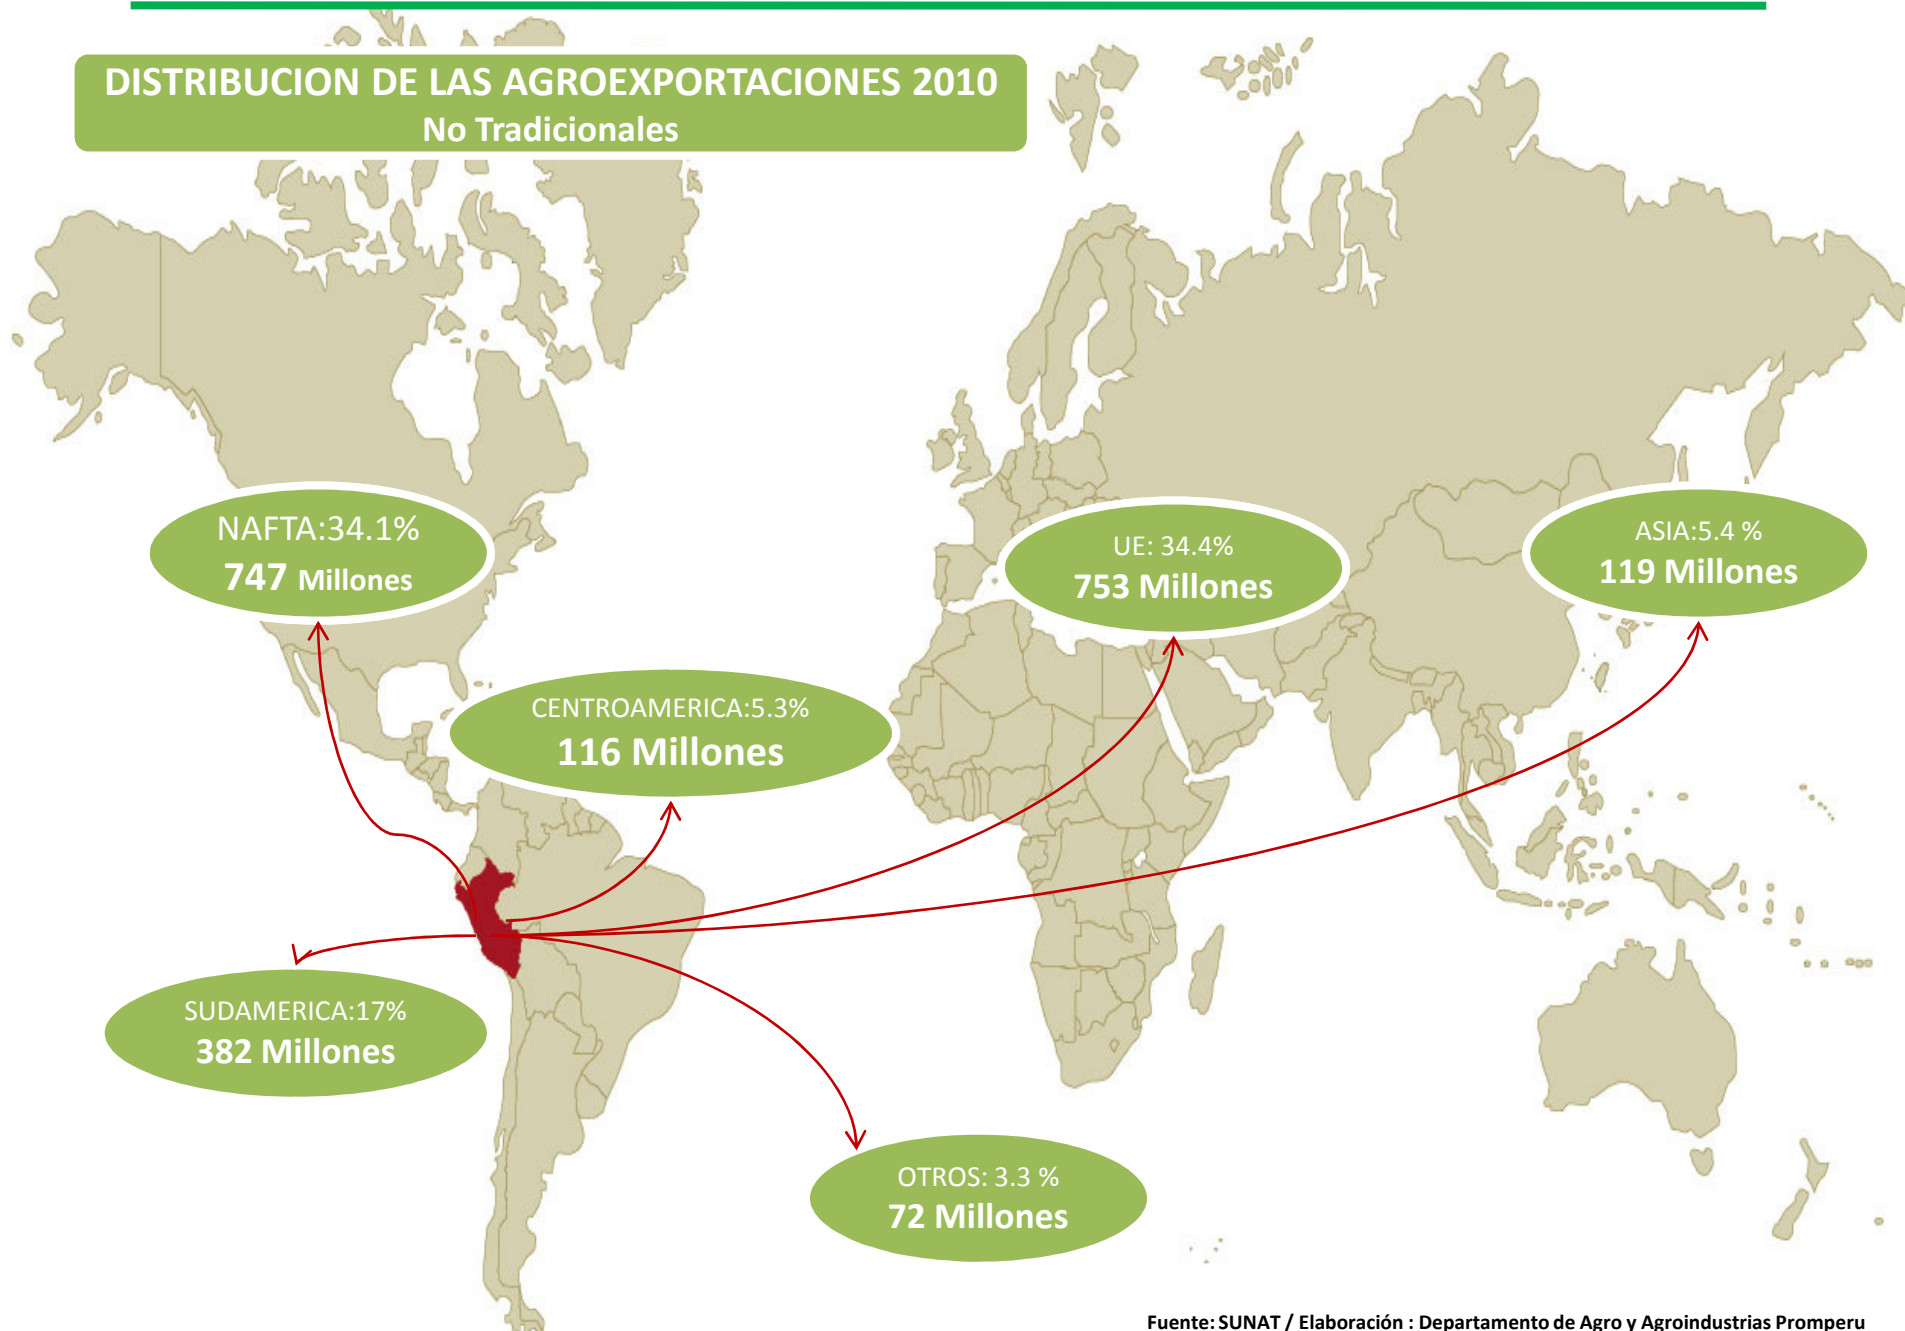 DISTRIBUCION DE LAS AGROEXPORTACIONES 2010
No Tradicionales
NAFTA:34.1%
747 Millones
UE: 34.4%
753 Millones
ASIA:5.4 %
119 Millones
CENTROAMERICA:5.3%
116 Millones
SUDAMERICA:17%
382 Millones
OTROS: 3.3 %
72 Millones
Fuente: SUNAT / Elaboración : Departamento de Agro y Agroindustrias Promperu